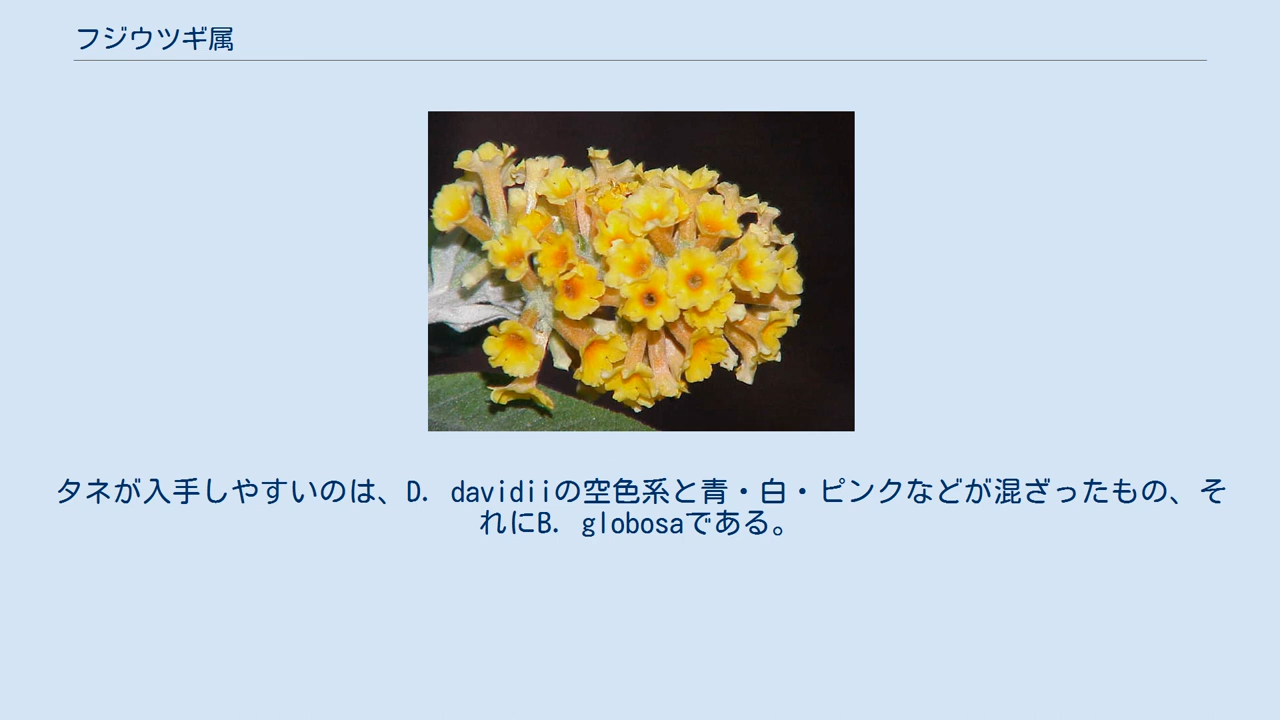 フジウツギ属
タネが入手しやすいのは、D. davidiiの空色系と青・白・ピンクなどが混ざったもの、そ
れにB. globosaである。